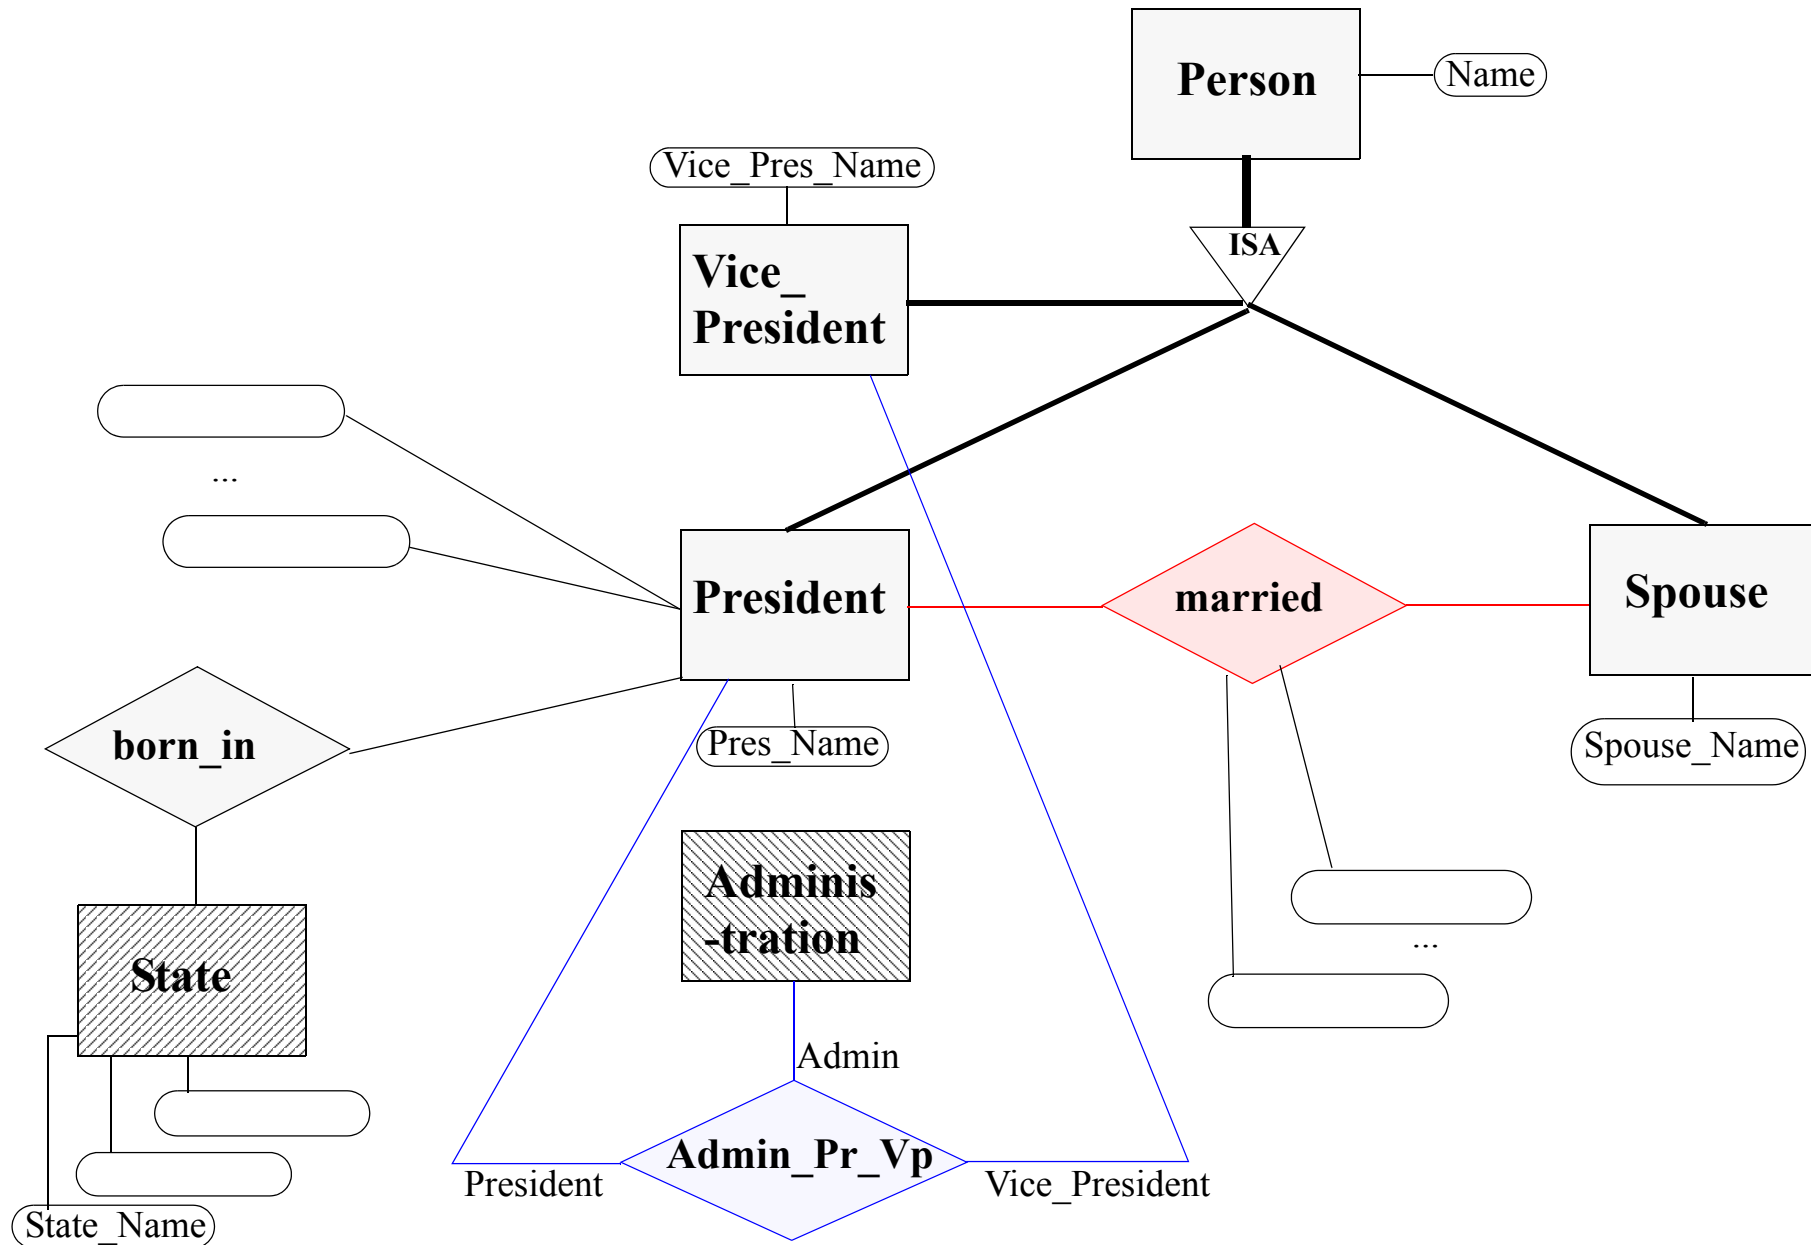 Person
Name
Vice_Pres_Name
ISA
Vice_
President
...
President
married
Spouse
born_in
Pres_Name
Spouse_Name
Adminis
-tration
...
State
Admin
Admin_Pr_Vp
President
Vice_President
State_Name